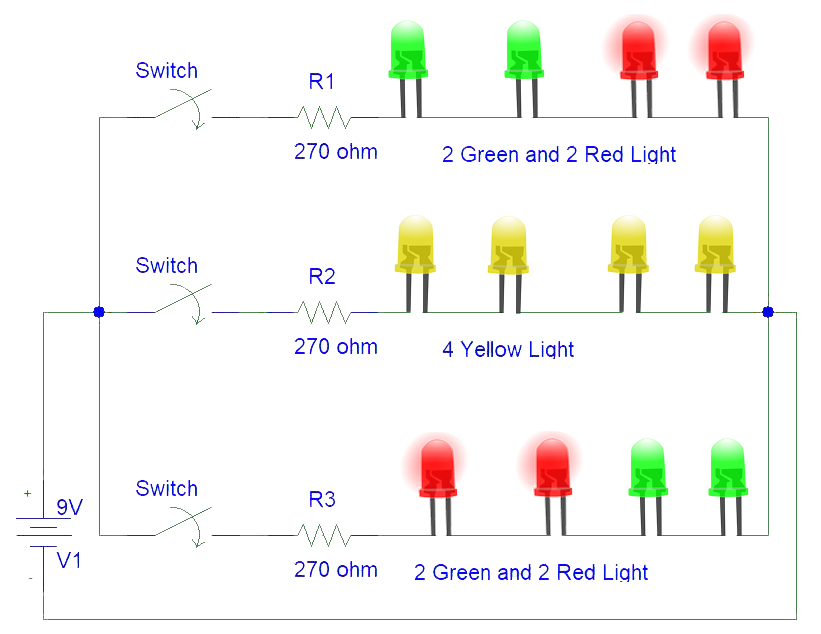 Switch
R1
270 ohm
2 Green and 2 Red Light
Switch
R2
270 ohm
4 Yellow Light
Switch
R3
270 ohm
2 Green and 2 Red Light
+
9V
V1
-